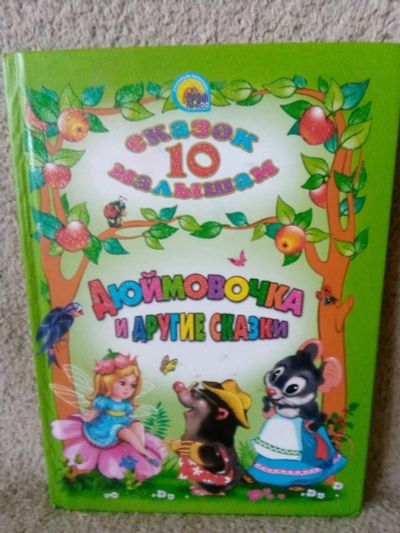 10
сказок
малышам
Дюймовочка
и другие сказки